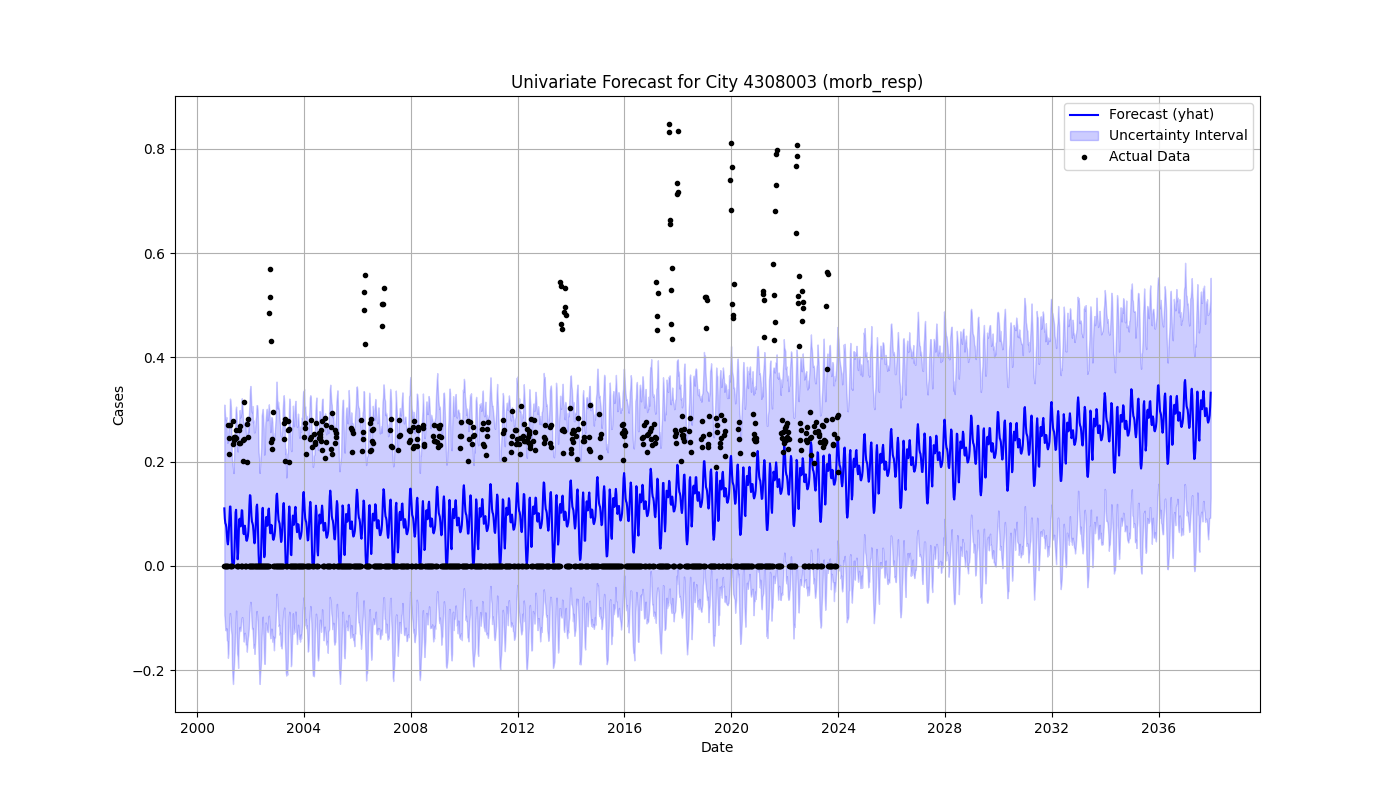 Univariate Forecast for City 4308003 (morb_resp)
Forecast (yhat)
Uncertainty Interval
Actual Data
Cases
0.8
0.6
0.4
0.2
0.0
−0.2
2000 2004 2008 2012 2016 2020 2024 2028 2032 2036
Date